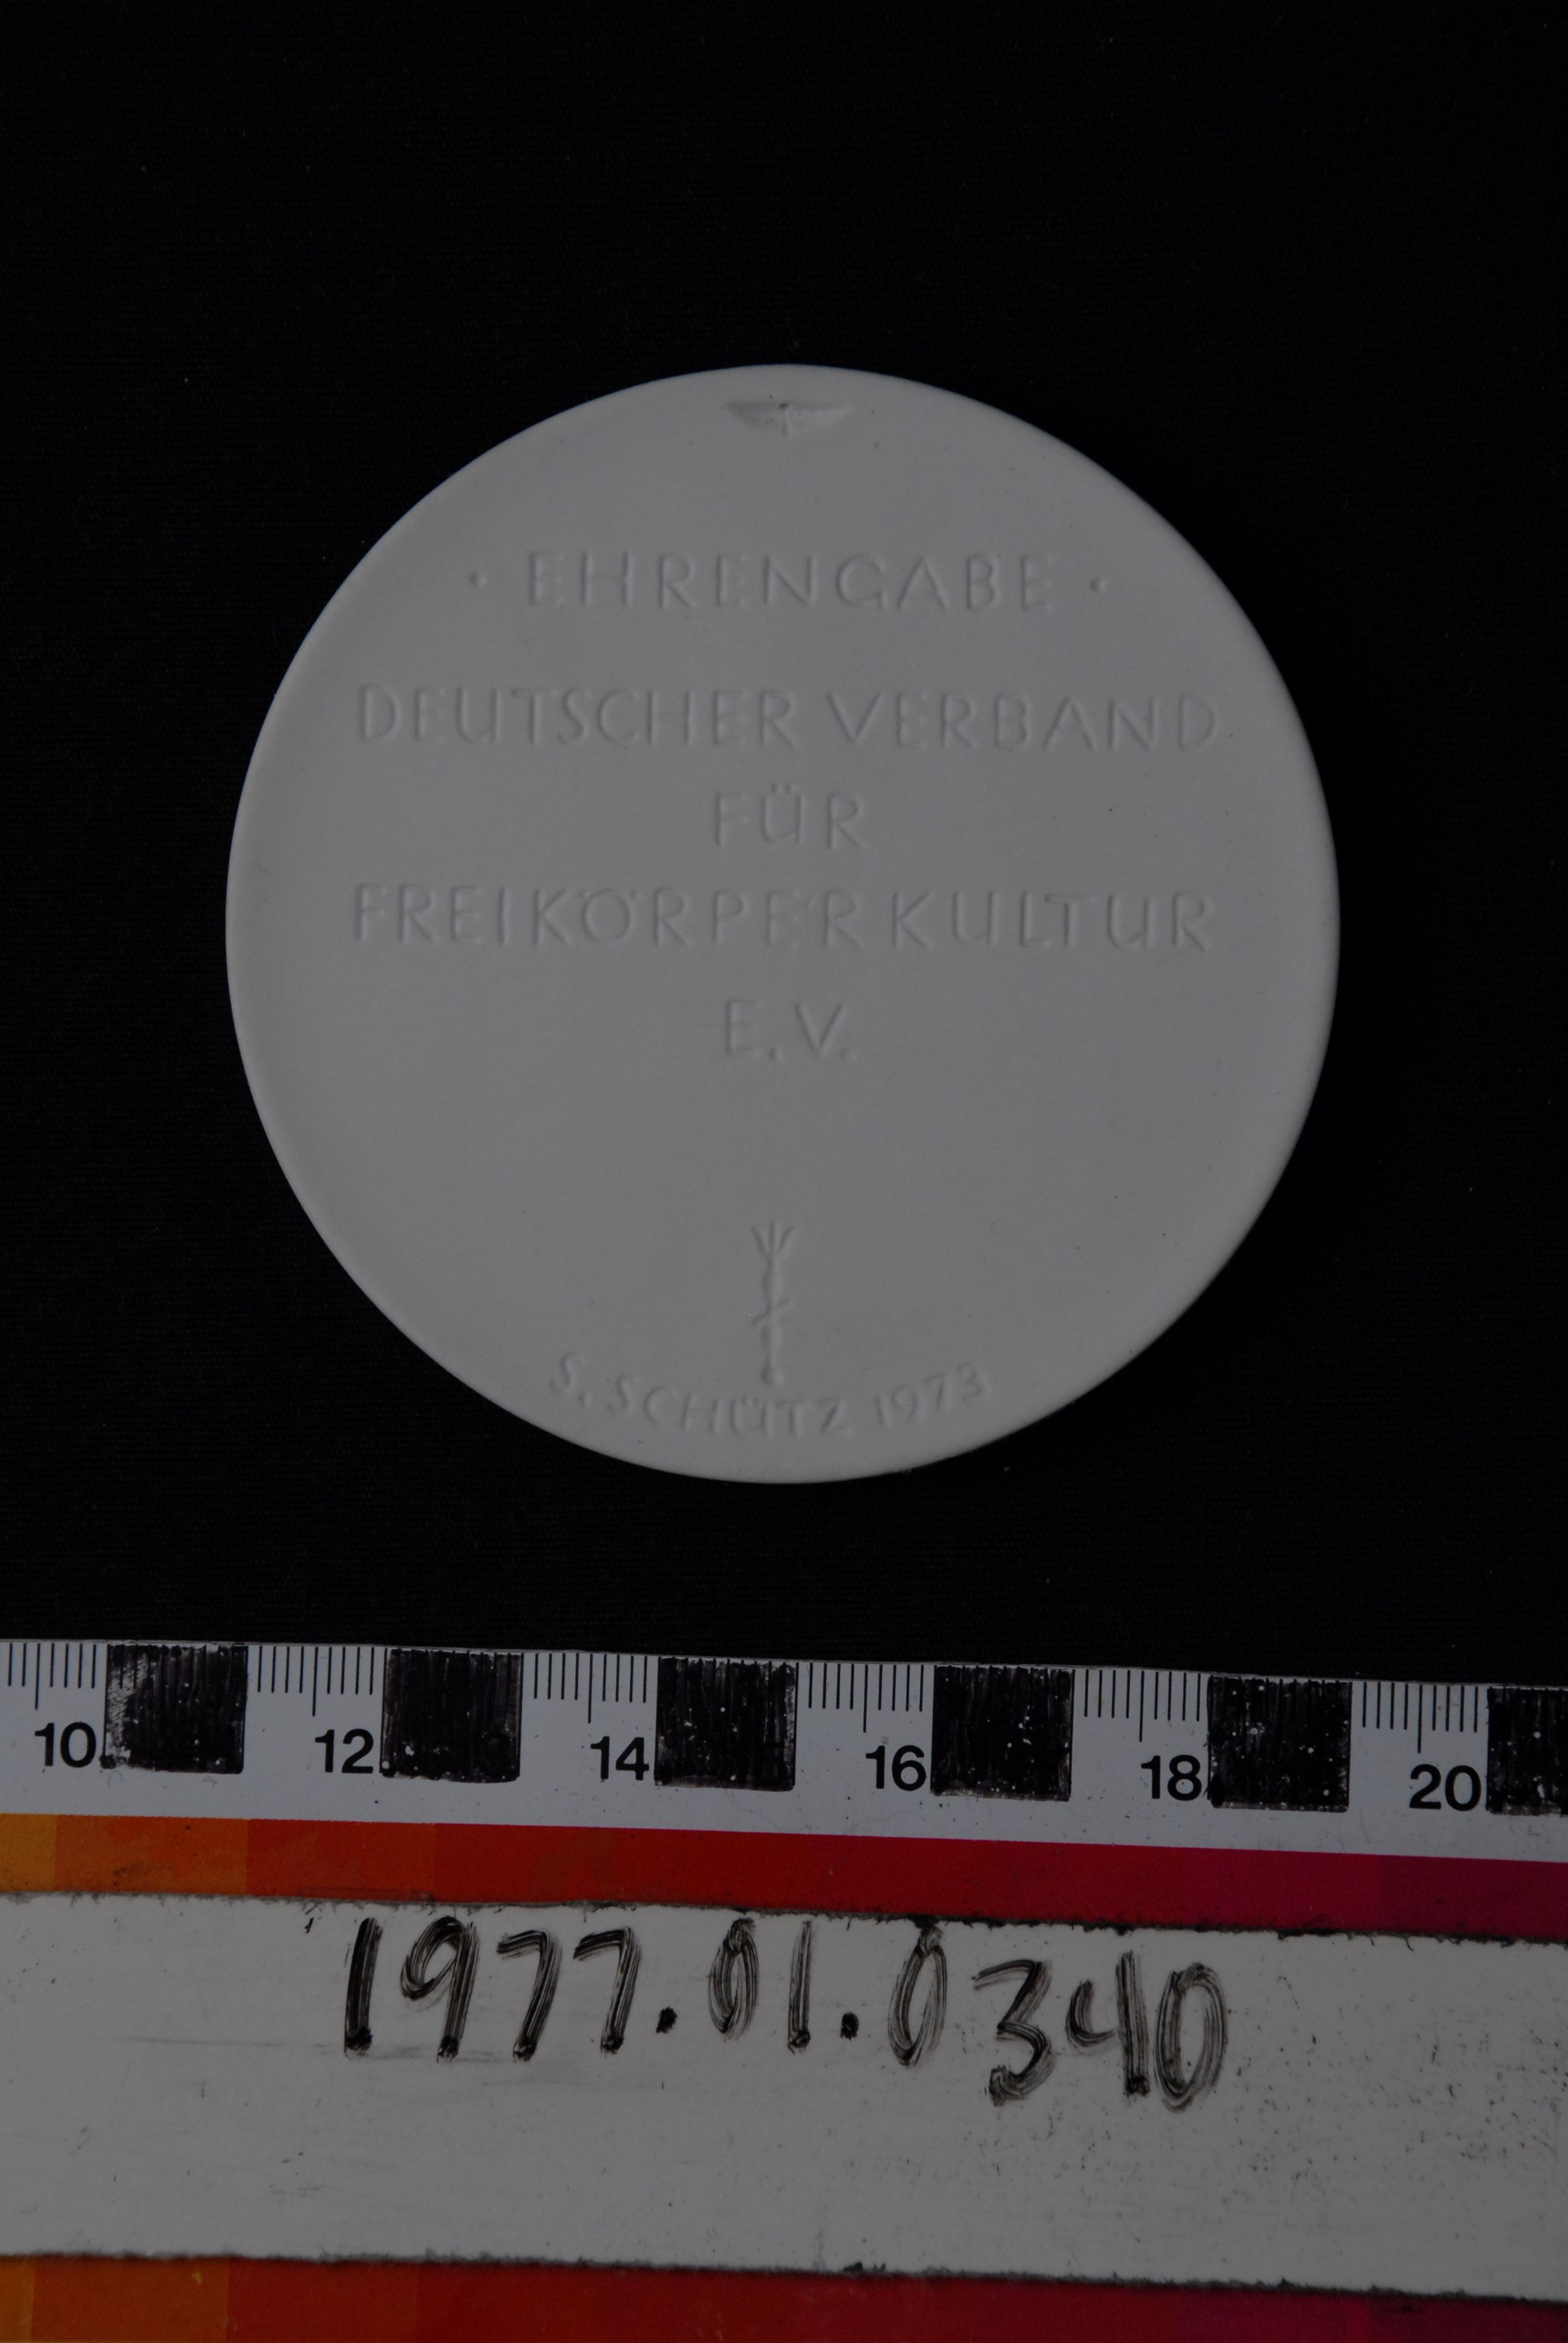 · EHRENGABE ·
DEUTSCHER VERBAND
FÜR
FREIKÖRPERKULTUR
E. V.
S. SCHÜTZ 1973
10 12 14 16 18 20
1977.01.0340